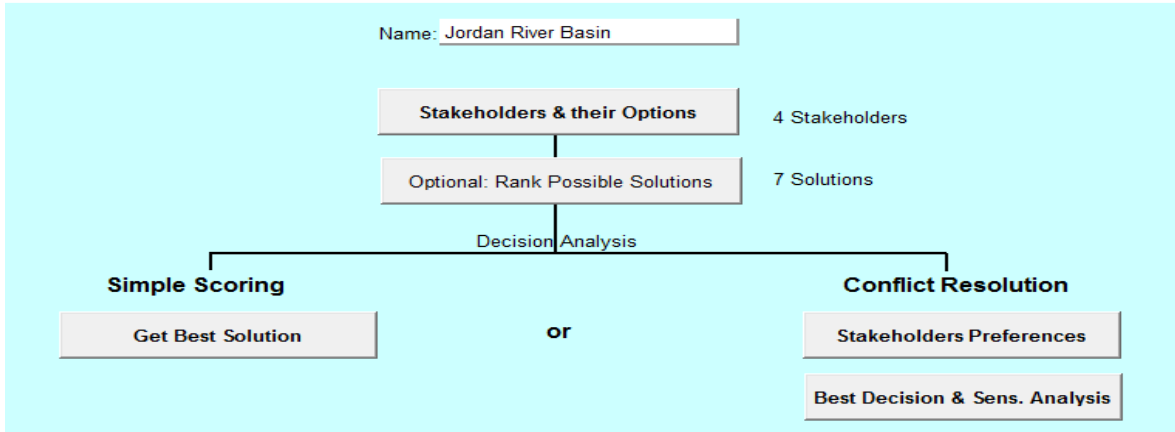 Name: Jordan River Basin
Stakeholders & their Options
4 Stakeholders
Optional: Rank Possible Solutions
7 Solutions
Decision Analysis
Simple Scoring
Conflict Resolution
Get Best Solution
or
Stakeholders Preferences
Best Decision & Sens. Analysis